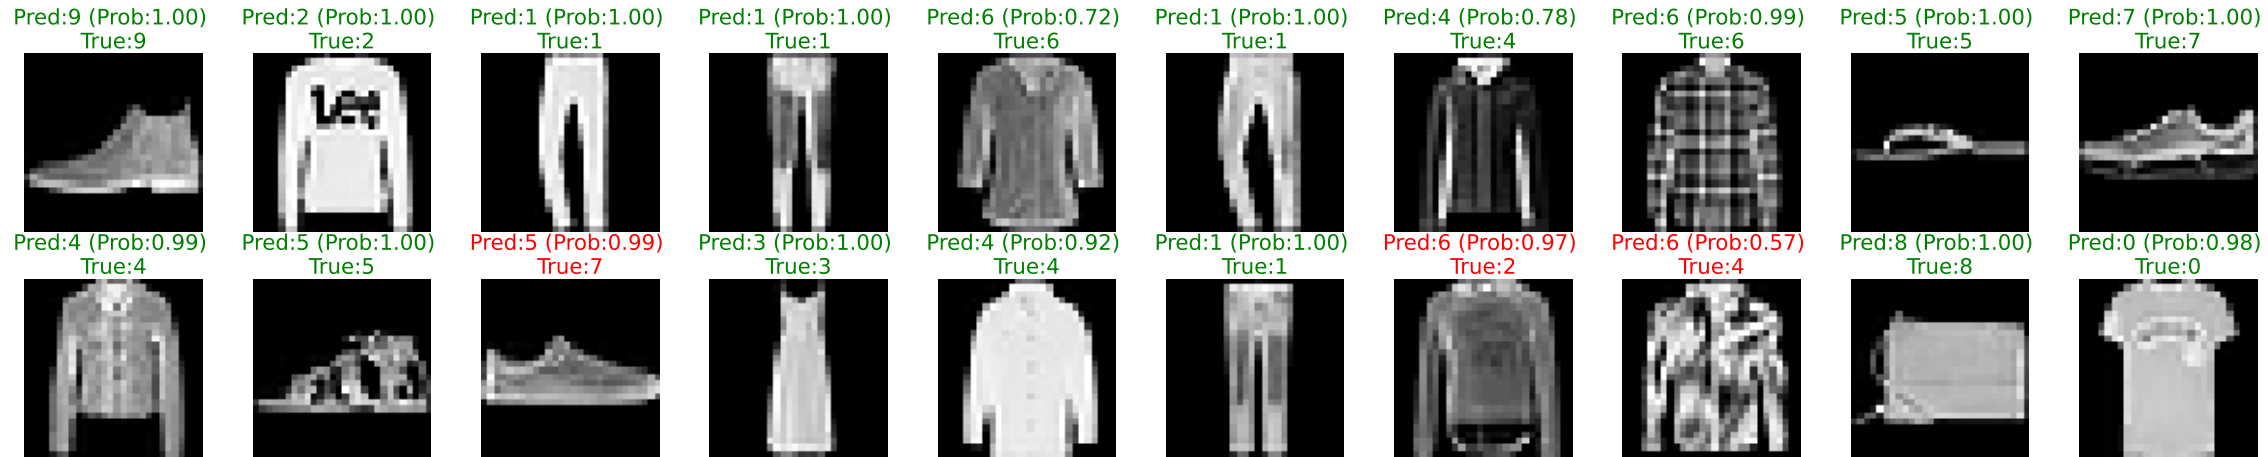 Pred:9 (Prob:1.00)
True:9
Pred:2 (Prob:1.00)
True:2
Pred:1 (Prob:1.00)
True:1
Pred:1 (Prob:1.00)
True:1
Pred:6 (Prob:0.72)
True:6
Pred:1 (Prob:1.00)
True:1
Pred:4 (Prob:0.78)
True:4
Pred:6 (Prob:0.99)
True:6
Pred:5 (Prob:1.00)
True:5
Pred:7 (Prob:1.00)
True:7
Lee
Pred:4 (Prob:0.99)
True:4
Pred:5 (Prob:1.00)
True:5
Pred:5 (Prob:0.99)
True:7
Pred:3 (Prob:1.00)
True:3
Pred:4 (Prob:0.92)
True:4
Pred:1 (Prob:1.00)
True:1
Pred:6 (Prob:0.97)
True:2
Pred:6 (Prob:0.57)
True:4
Pred:8 (Prob:1.00)
True:8
Pred:0 (Prob:0.98)
True:0